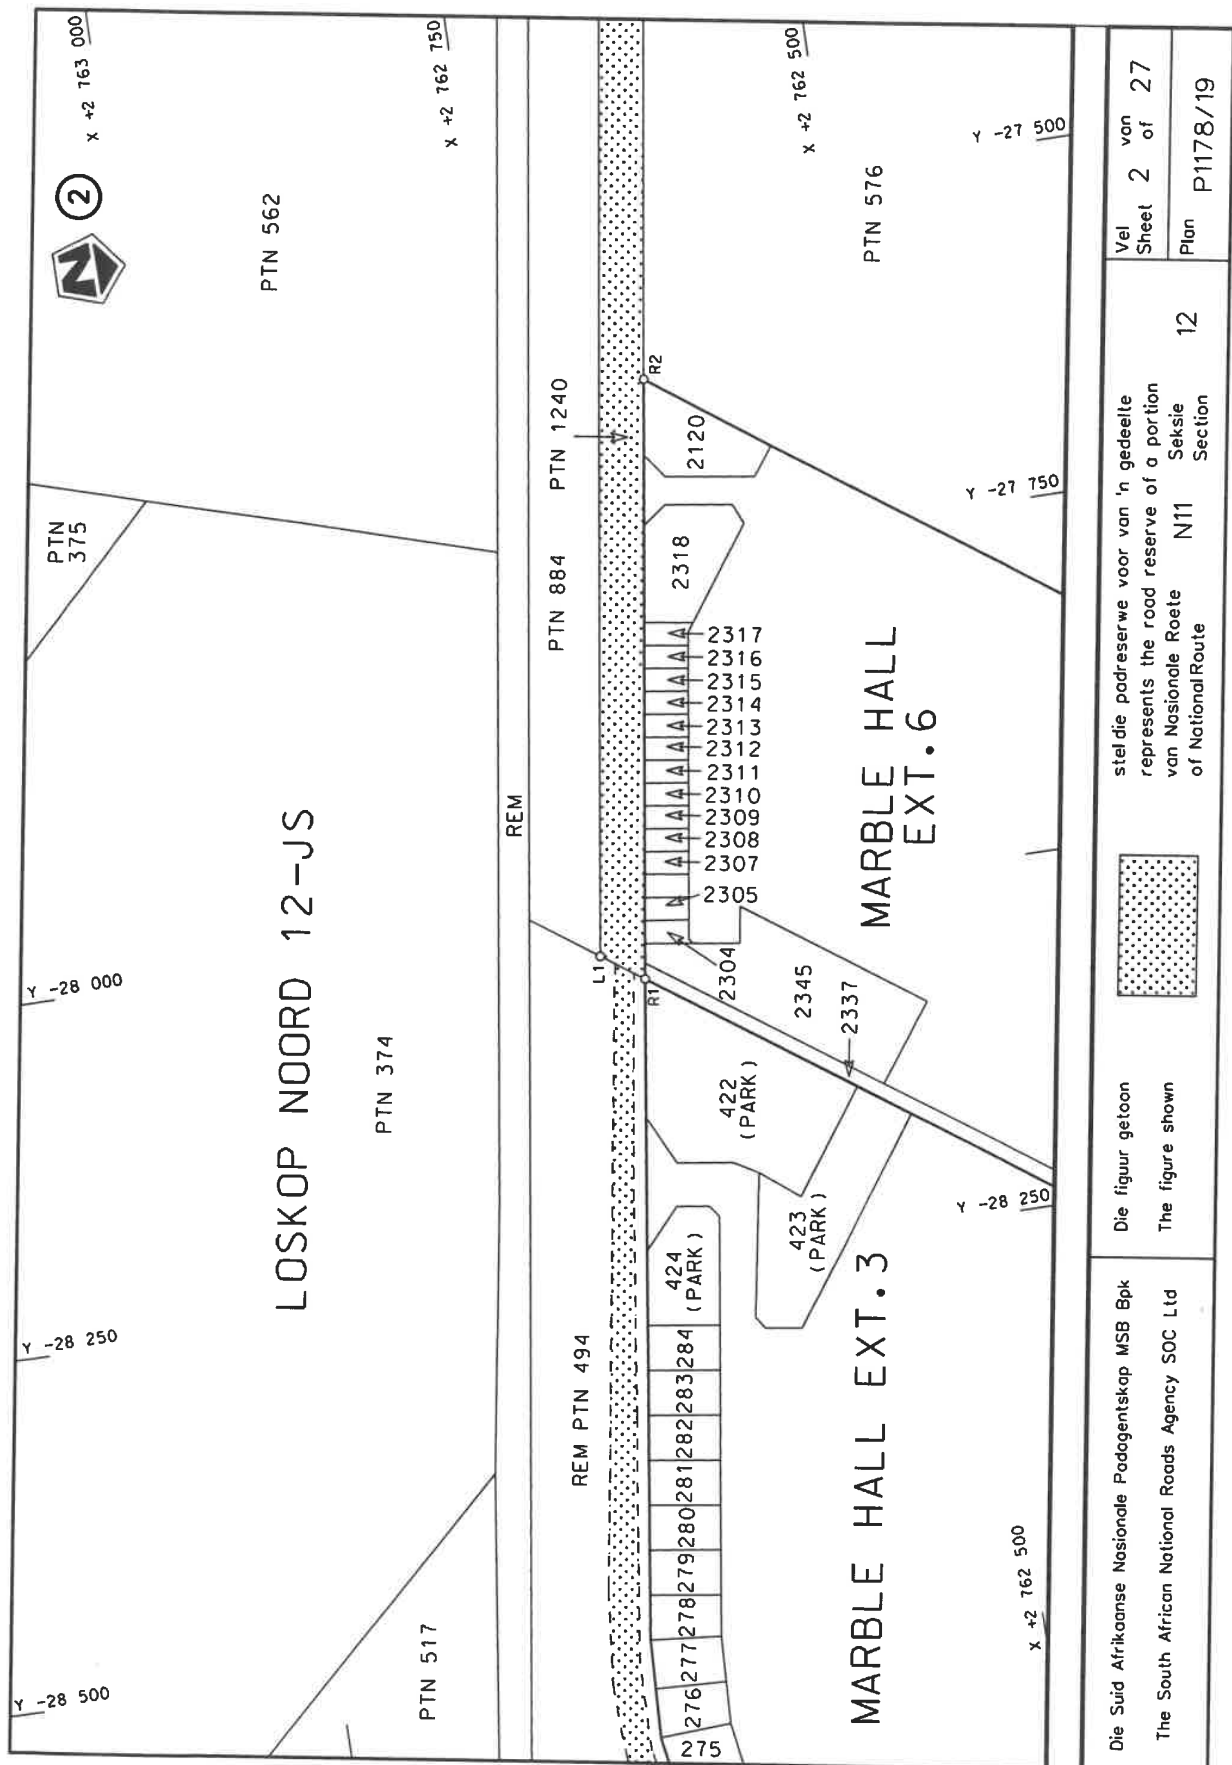 Y -28 500
Y -28 250
Y -28 000
PTN
375
N
2
X +2 763 000
PTN 517
PTN 374
LOSKOP NOORD 12-JS
PTN 562
X +2 762 750
REM
REM PTN 494
PTN 884
PTN 1240
L1
R1
R2
275
276
277
278
279
280
281
282
283
284
424
(PARK)
422
(PARK)
423
(PARK)
2304
2305
2307
2308
2309
2310
2311
2312
2313
2314
2315
2316
2317
2318
2120
2345
2337
X +2 762 500
MARBLE HALL EXT.3
MARBLE HALL
EXT.6
PTN 576
X +2 762 500
Y -28 250
Y -27 750
Y -27 500
Die Suid Afrikaanse Nasionale Padagentskap MSB Bpk
The South African National Roads Agency SOC Ltd
Die figuur getoon
The figure shown
stel die padreserwe voor van 'n gedeelte
represents the road reserve of a portion
van Nasionale Roete
of National Route
N11
Seksie
Section
12
Vel
Sheet
2
van
of
27
Plan
P1178/19